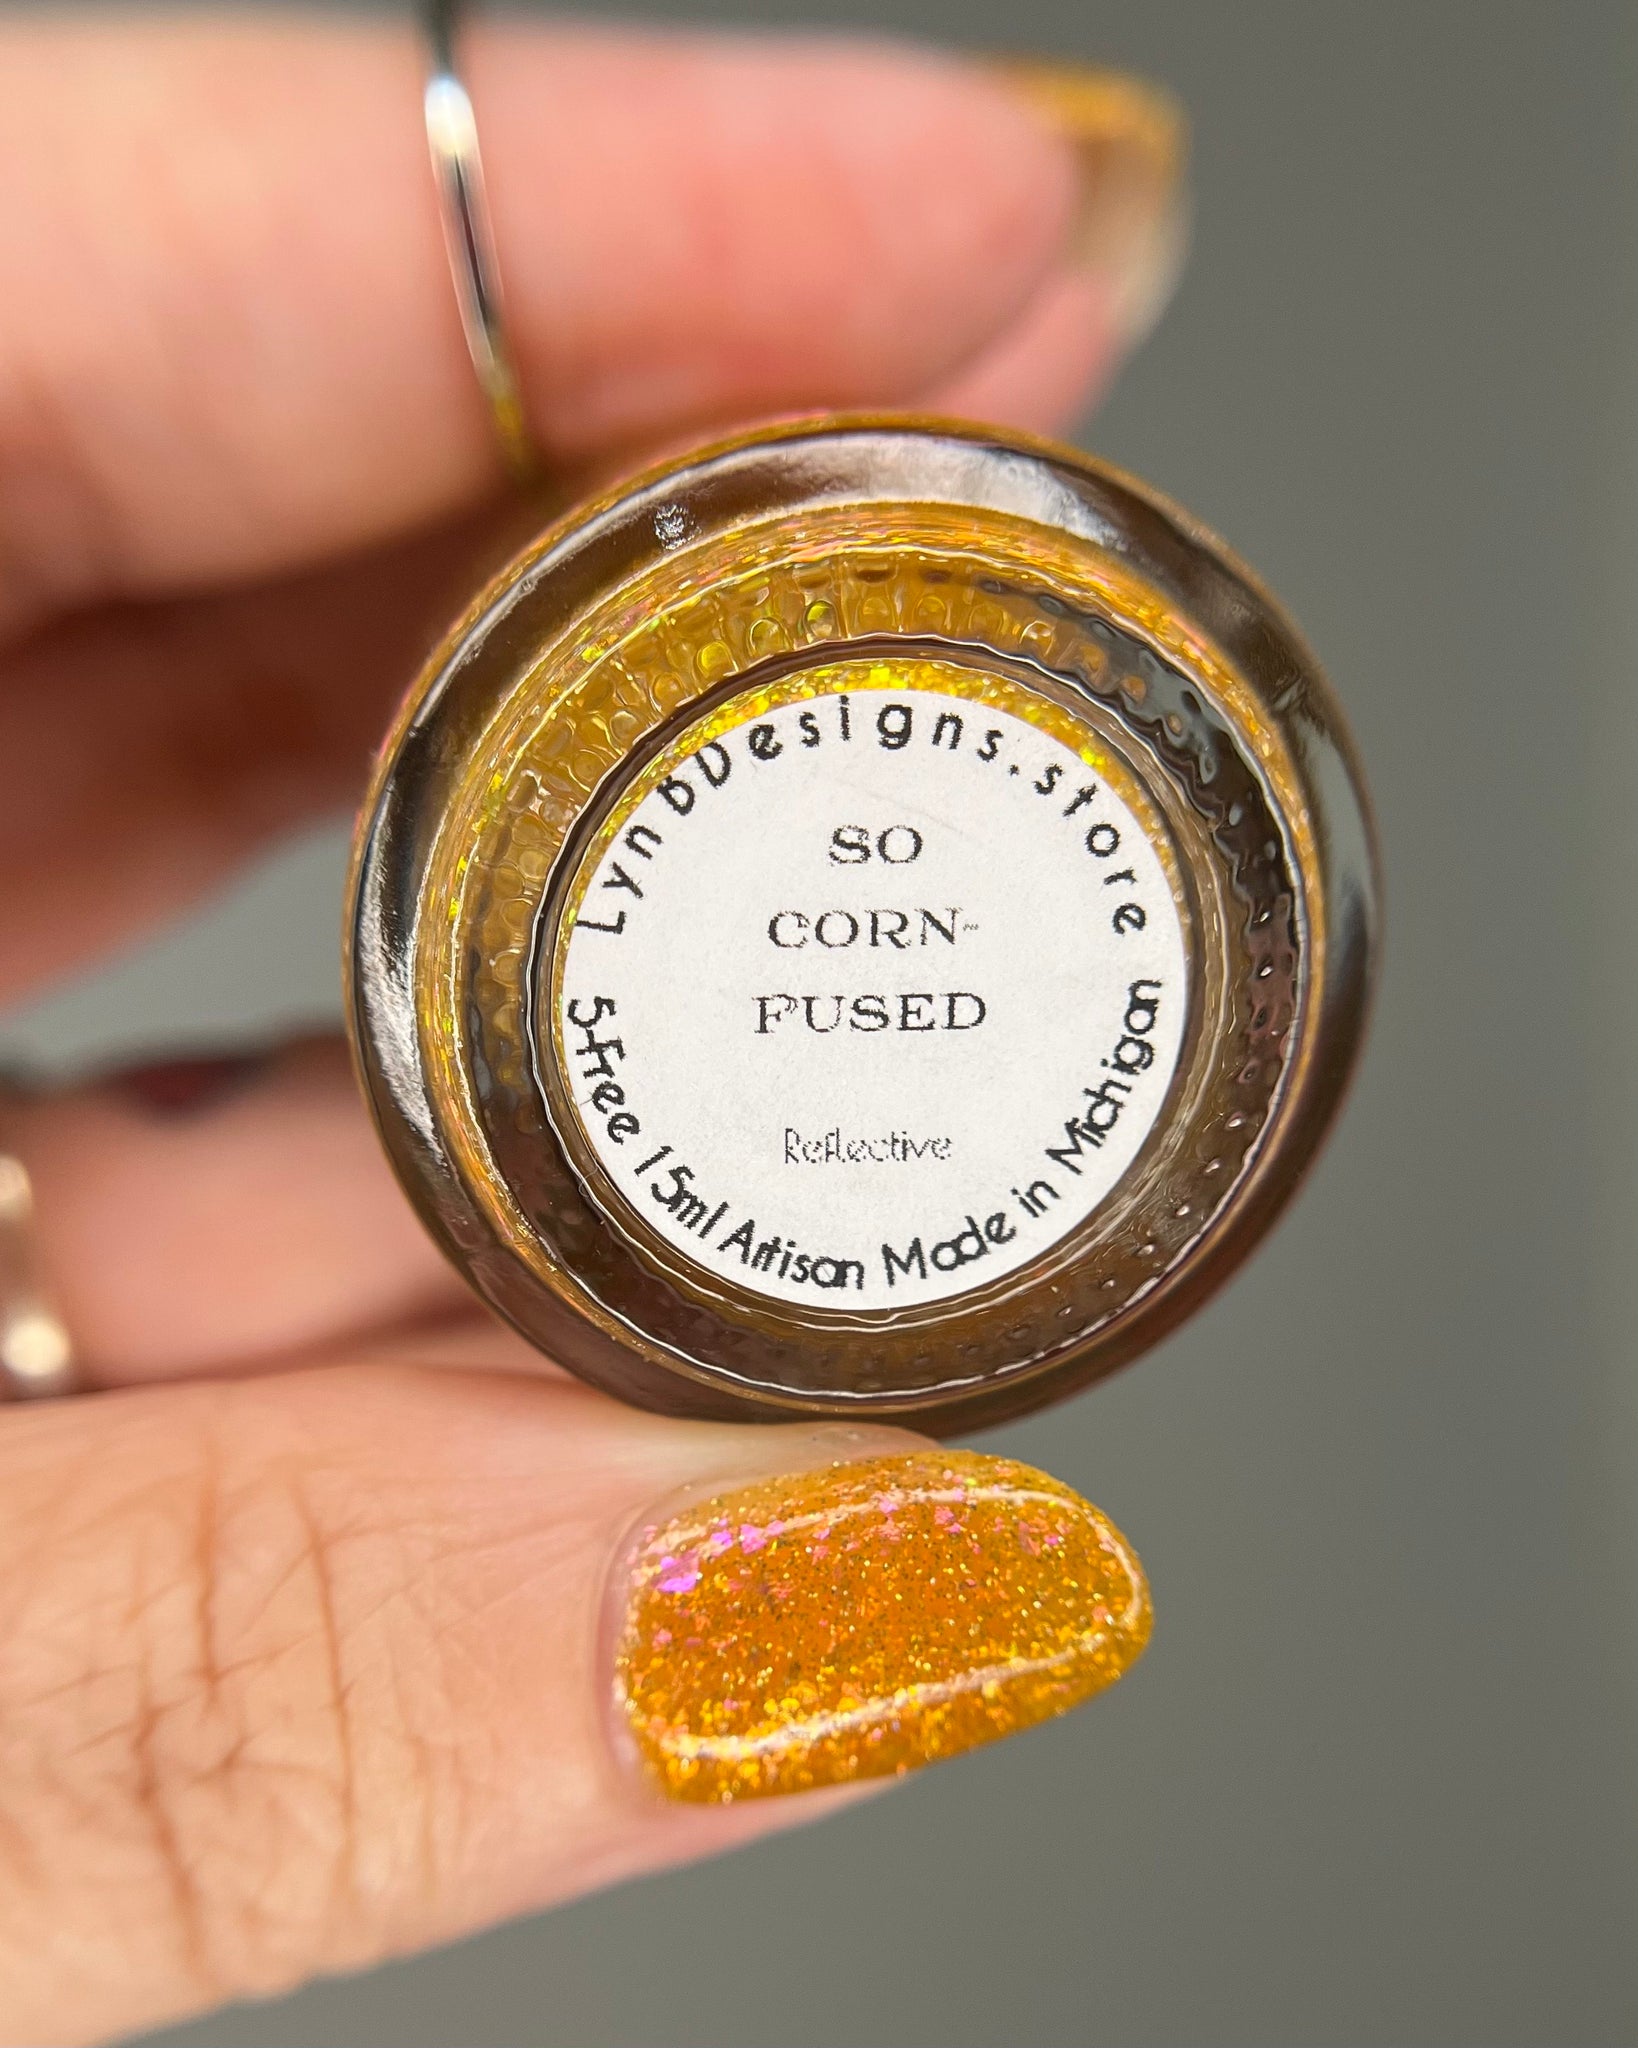 LynBDesigns.store
SO
CORN-
FUSED
Reflective
5-Free 15ml Artisan Made in Michigan